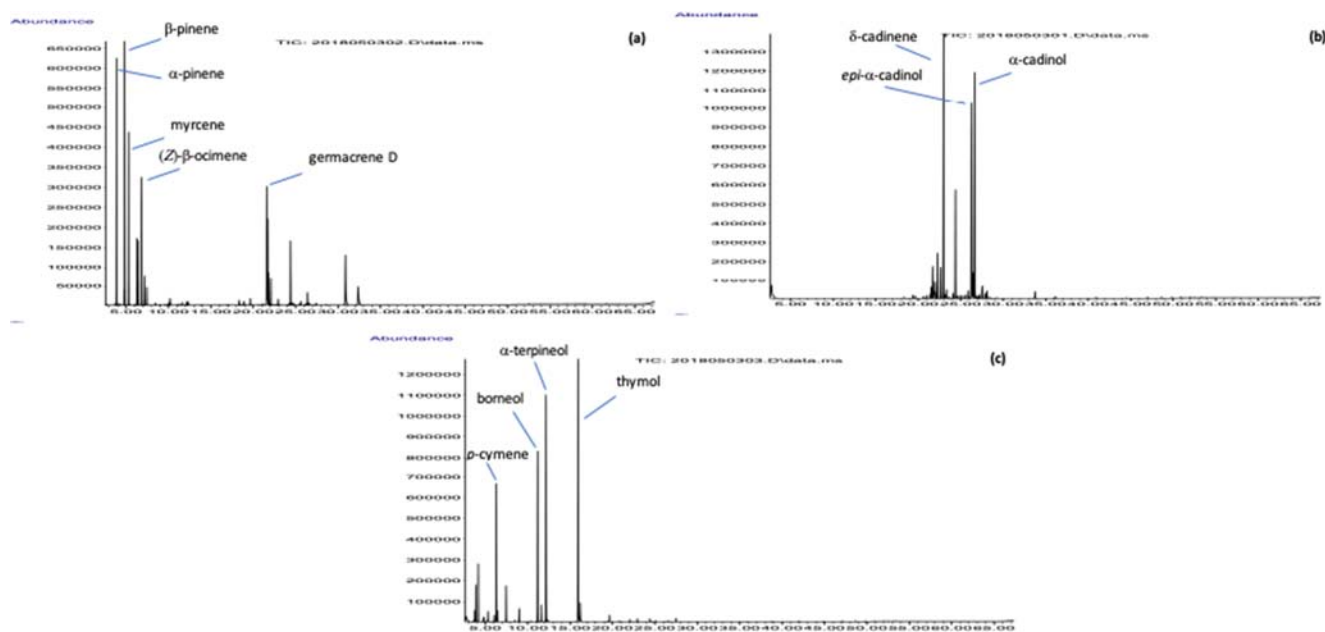 Abundance
β-pinene
TIC: 2018050302.D\data.ms
(a)
650000
600000
α-pinene
550000
500000
450000
myrcene
400000
(Z)-β-ocimene
350000
germacrene D
300000
250000
200000
150000
100000
50000
5.00 10.00 15.00 20.00 25.00 30.00 35.00 40.00 45.00 50.00 55.00 60.00 65.00
Abundance
δ-cadinene
TIC: 2018050301.D\data.ms
(b)
1300000
α-cadinol
1200000
epi-α-cadinol
1100000
1000000
900000
800000
700000
600000
500000
400000
300000
200000
100000
5.00 10.00 15.00 20.00 25.00 30.00 35.00 40.00 45.00 50.00 55.00 60.00 65.00
Abundance
α-terpineol
TIC: 2018050303.D\data.ms
(c)
1200000
thymol
1100000
borneol
1000000
900000
800000
p-cymene
700000
600000
500000
400000
300000
200000
100000
5.00 10.00 15.00 20.00 25.00 30.00 35.00 40.00 45.00 50.00 55.00 60.00 65.00